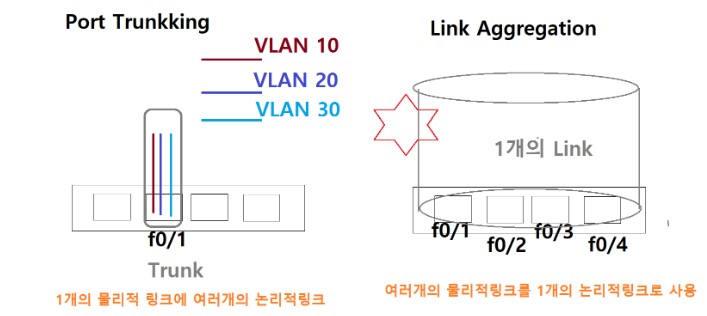 Port Trunkking
VLAN 10
VLAN 20
VLAN 30
f0/1
Trunk
1개의 물리적 링크에 여러개의 논리적링크
Link Aggregation
1개의 Link
f0/1
f0/2
f0/3
f0/4
여러개의 물리적링크를 1개의 논리적링크로 사용